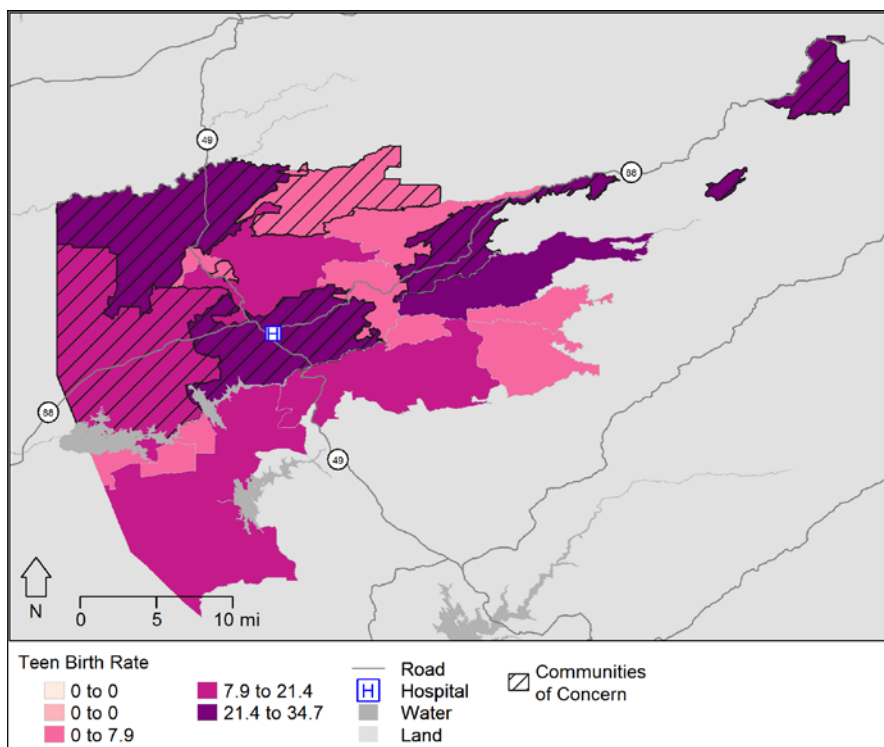 49
88
88
49
N
0 5 10 mi
Teen Birth Rate
0 to 0
0 to 0
0 to 7.9
7.9 to 21.4
21.4 to 34.7
Road
H Hospital
Water
Land
Communities
of Concern
H